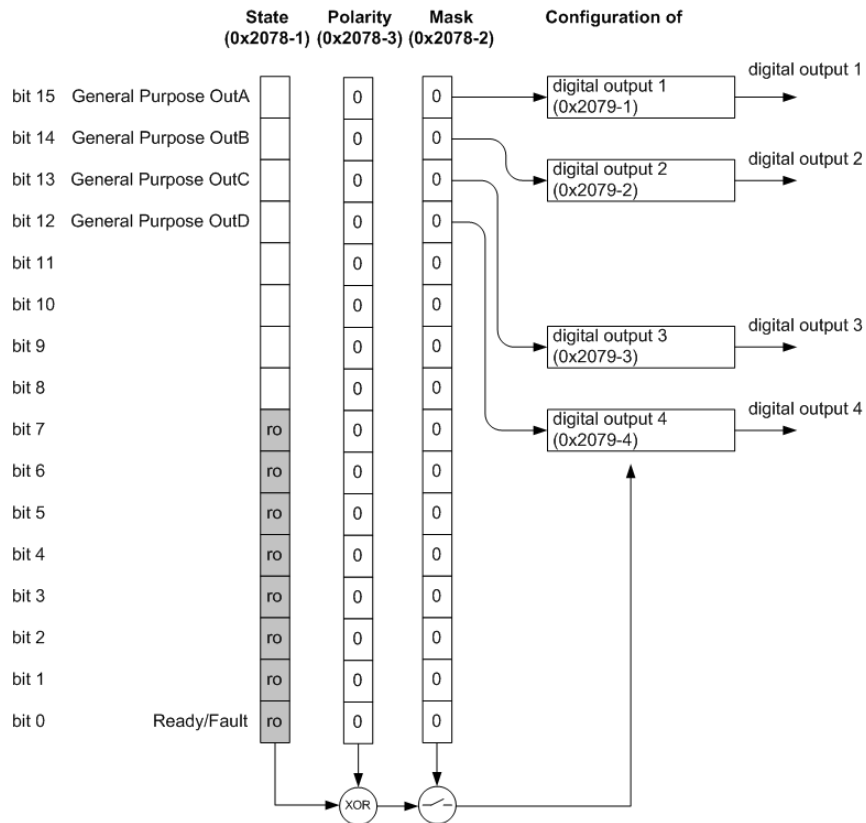 State Polarity Mask Configuration of
(0x2078-1) (0x2078-3) (0x2078-2)
digital output 1
bit 15 General Purpose OutA 0 0 digital output 1
(0x2079-1)
bit 14 General Purpose OutB 0 0
digital output 2
digital output 2
(0x2079-2)
bit 13 General Purpose OutC 0 0
bit 12 General Purpose OutD 0 0
bit 11 0 0
bit 10 0 0
digital output 3
bit 9 0 0 digital output 3
(0x2079-3)
bit 8 0 0
digital output 4
bit 7 ro 0 0 digital output 4
(0x2079-4)
bit 6 ro 0 0
bit 5 ro 0 0
bit 4 ro 0 0
bit 3 ro 0 0
bit 2 ro 0 0
bit 1 ro 0 0
bit 0 Ready/Fault ro 0 0
XOR